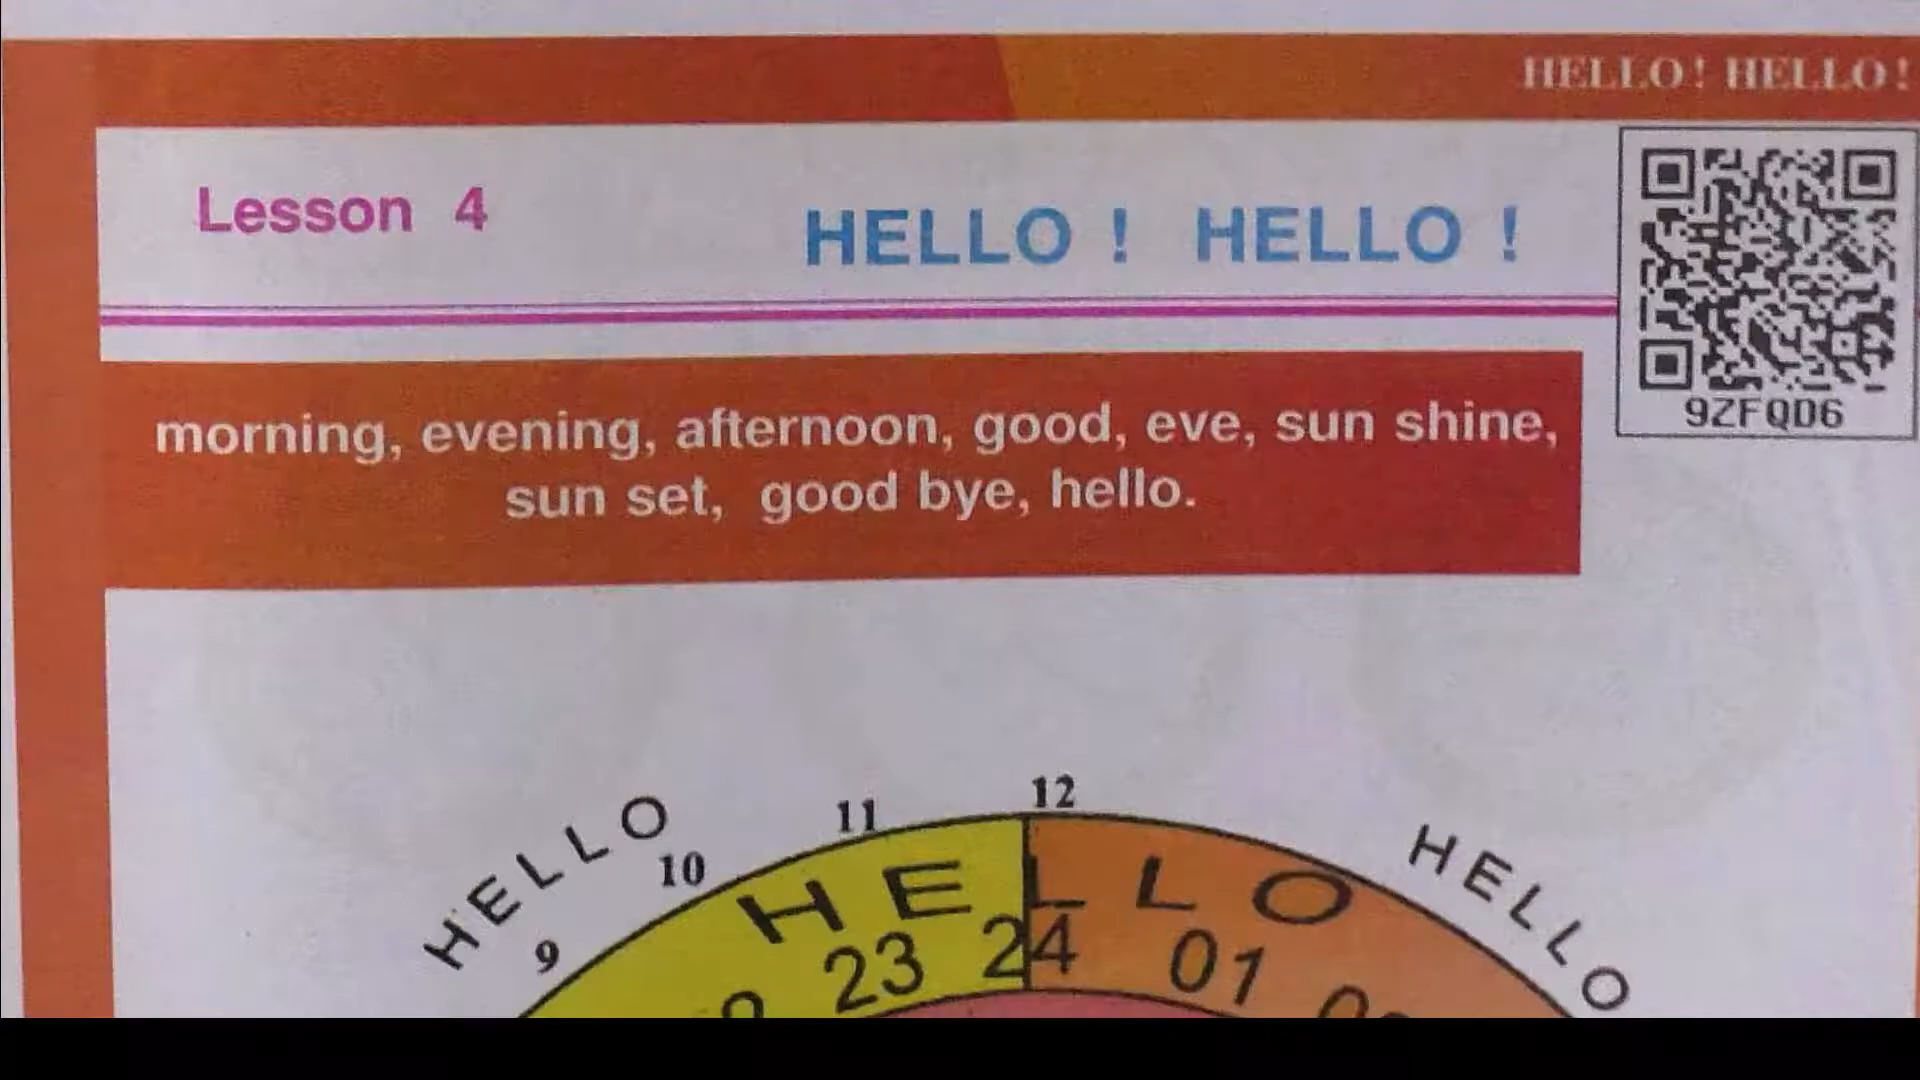 HELLO! HELLO!
Lesson 4
HELLO ! HELLO !
9ZFQD6
morning, evening, afternoon, good, eve, sun shine,
sun set, good bye, hello.
12
11
10
9
HELLO
HELLO
HELLO
23 24 01